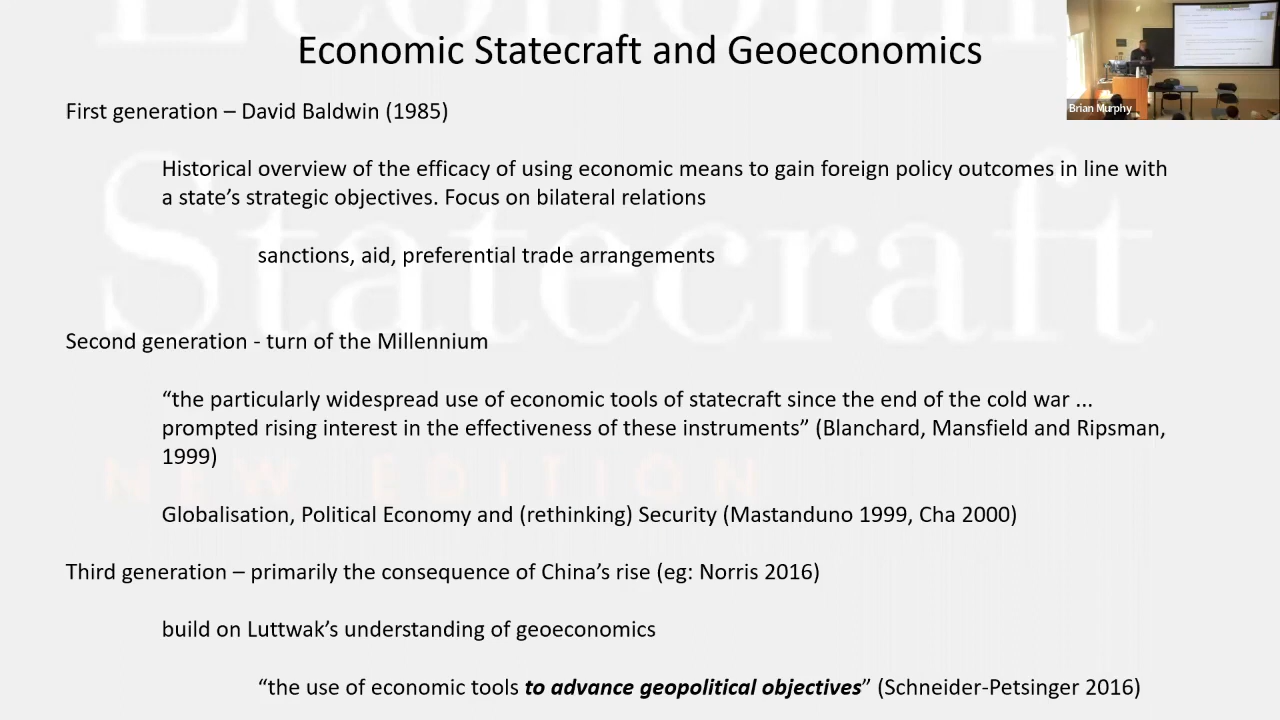 Economic Statecraft and Geoeconomics
Brian Murphy
First generation – David Baldwin (1985)
Historical overview of the efficacy of using economic means to gain foreign policy outcomes in line with
a state’s strategic objectives. Focus on bilateral relations
sanctions, aid, preferential trade arrangements
Statecraft
Second generation - turn of the Millennium
“the particularly widespread use of economic tools of statecraft since the end of the cold war ...
prompted rising interest in the effectiveness of these instruments” (Blanchard, Mansfield and Ripsman,
1999)
NEW EDITION
Globalisation, Political Economy and (rethinking) Security (Mastanduno 1999, Cha 2000)
Third generation – primarily the consequence of China’s rise (eg: Norris 2016)
build on Luttwak’s understanding of geoeconomics
“the use of economic tools to advance geopolitical objectives” (Schneider-Petsinger 2016)